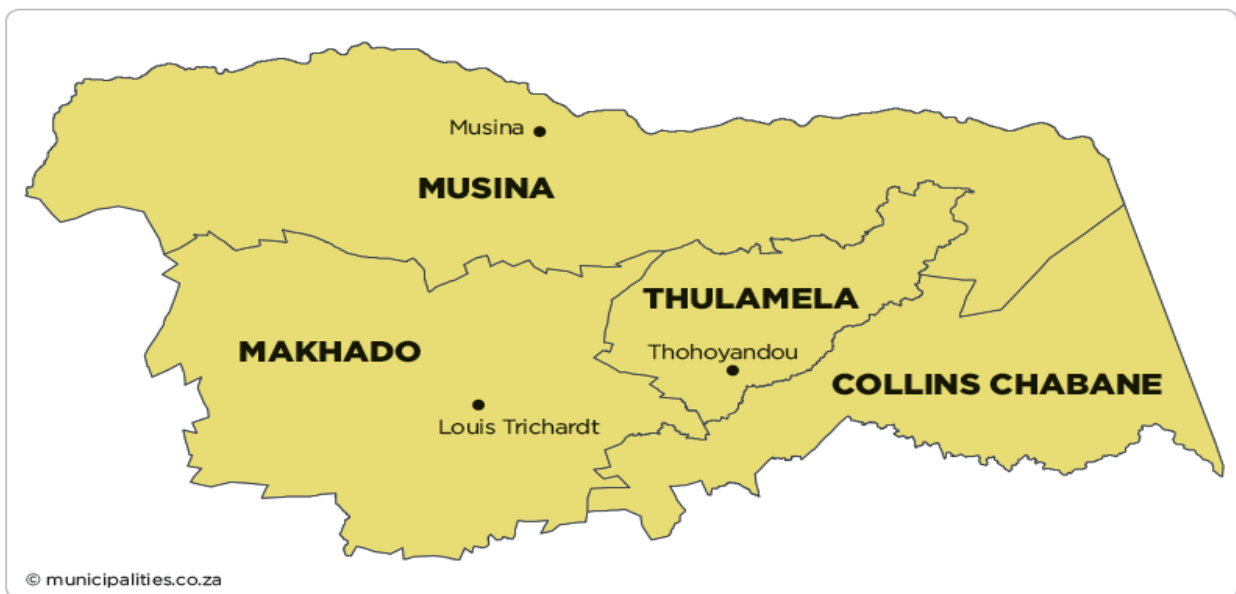 Musina
MUSINA
THULAMELA
MAKHADO
Thohoyandou
COLLINS CHABANE
Louis Trichardt
© municipalities.co.za